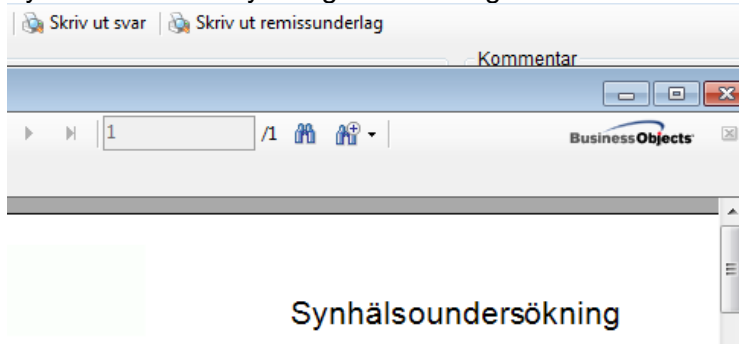 Skriv ut svar Skriv ut remissunderlag
Kommentar
1 /1 BusinessObjects
Synhälsoundersökning